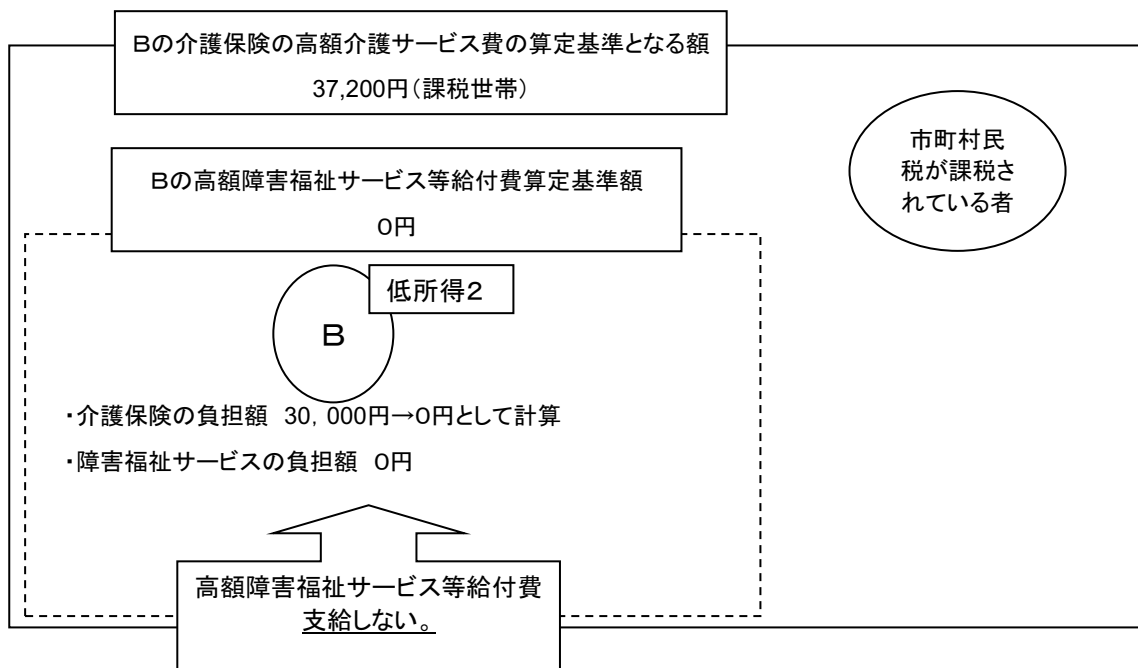 Bの介護保険の高額介護サービス費の算定基準となる額
37,200円（課税世帯）
市町村民
税が課税さ
れている者
Bの高額障害福祉サービス等給付費算定基準額
0円
低所得2
B
・介護保険の負担額 30, 000円→0円として計算
・障害福祉サービスの負担額 0円
高額障害福祉サービス等給付費
支給しない。